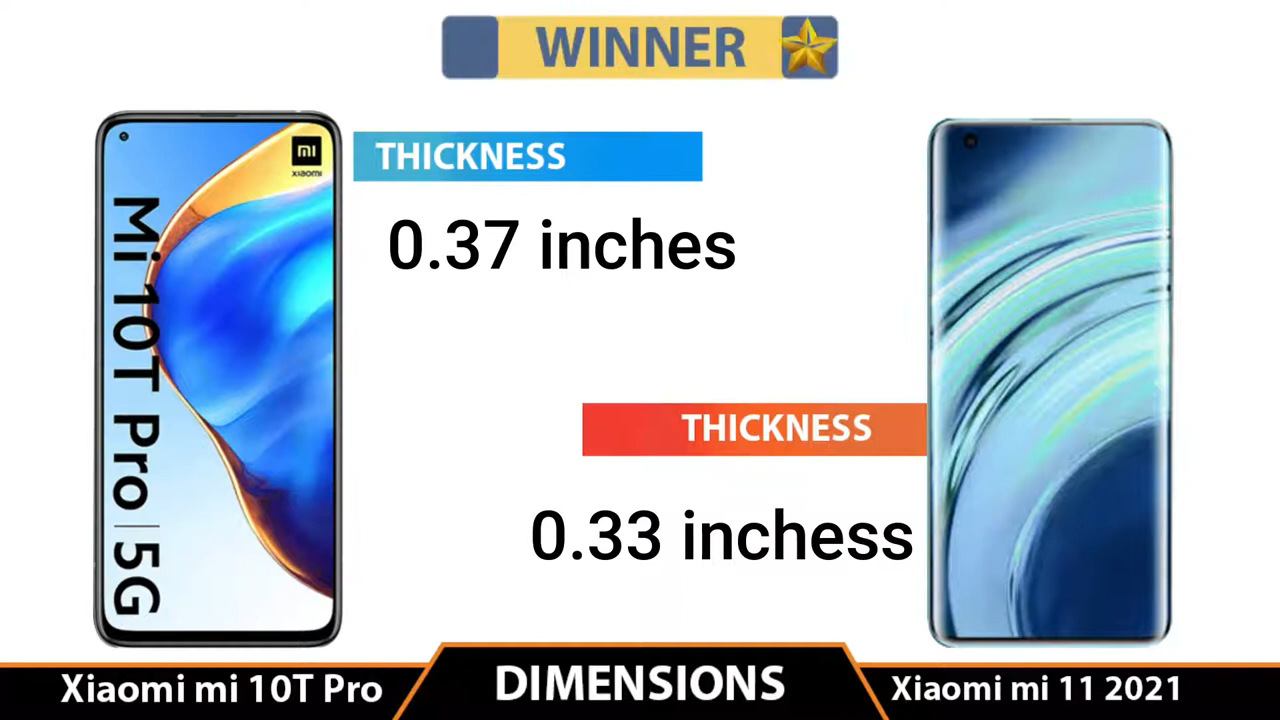 WINNER
mi
xiaomi
Mi 10T Pro | 5G
THICKNESS
0.37 inches
THICKNESS
0.33 inchess
Xiaomi mi 10T Pro
DIMENSIONS
Xiaomi mi 11 2021